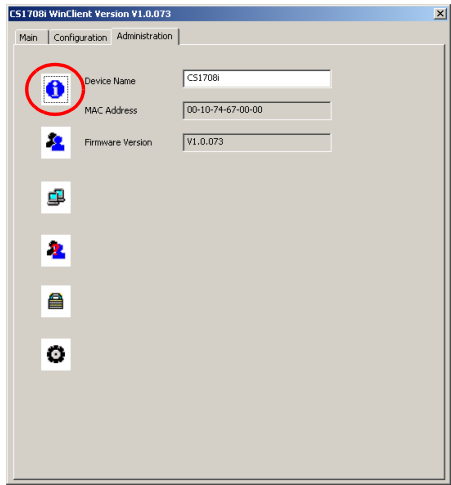 CS1708i WinClient Version V1.0.073
Main Configuration Administration
Device Name CS1708i
MAC Address 00-10-74-67-00-00
Firmware Version V1.0.073